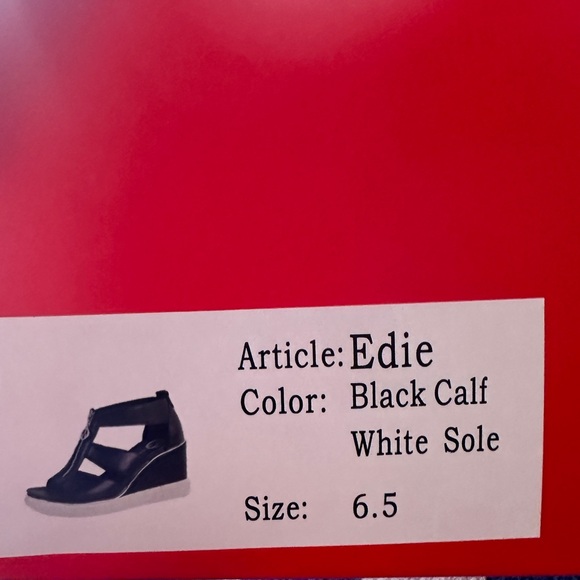 Article: Edie
Color: Black Calf
White Sole
Size: 6.5